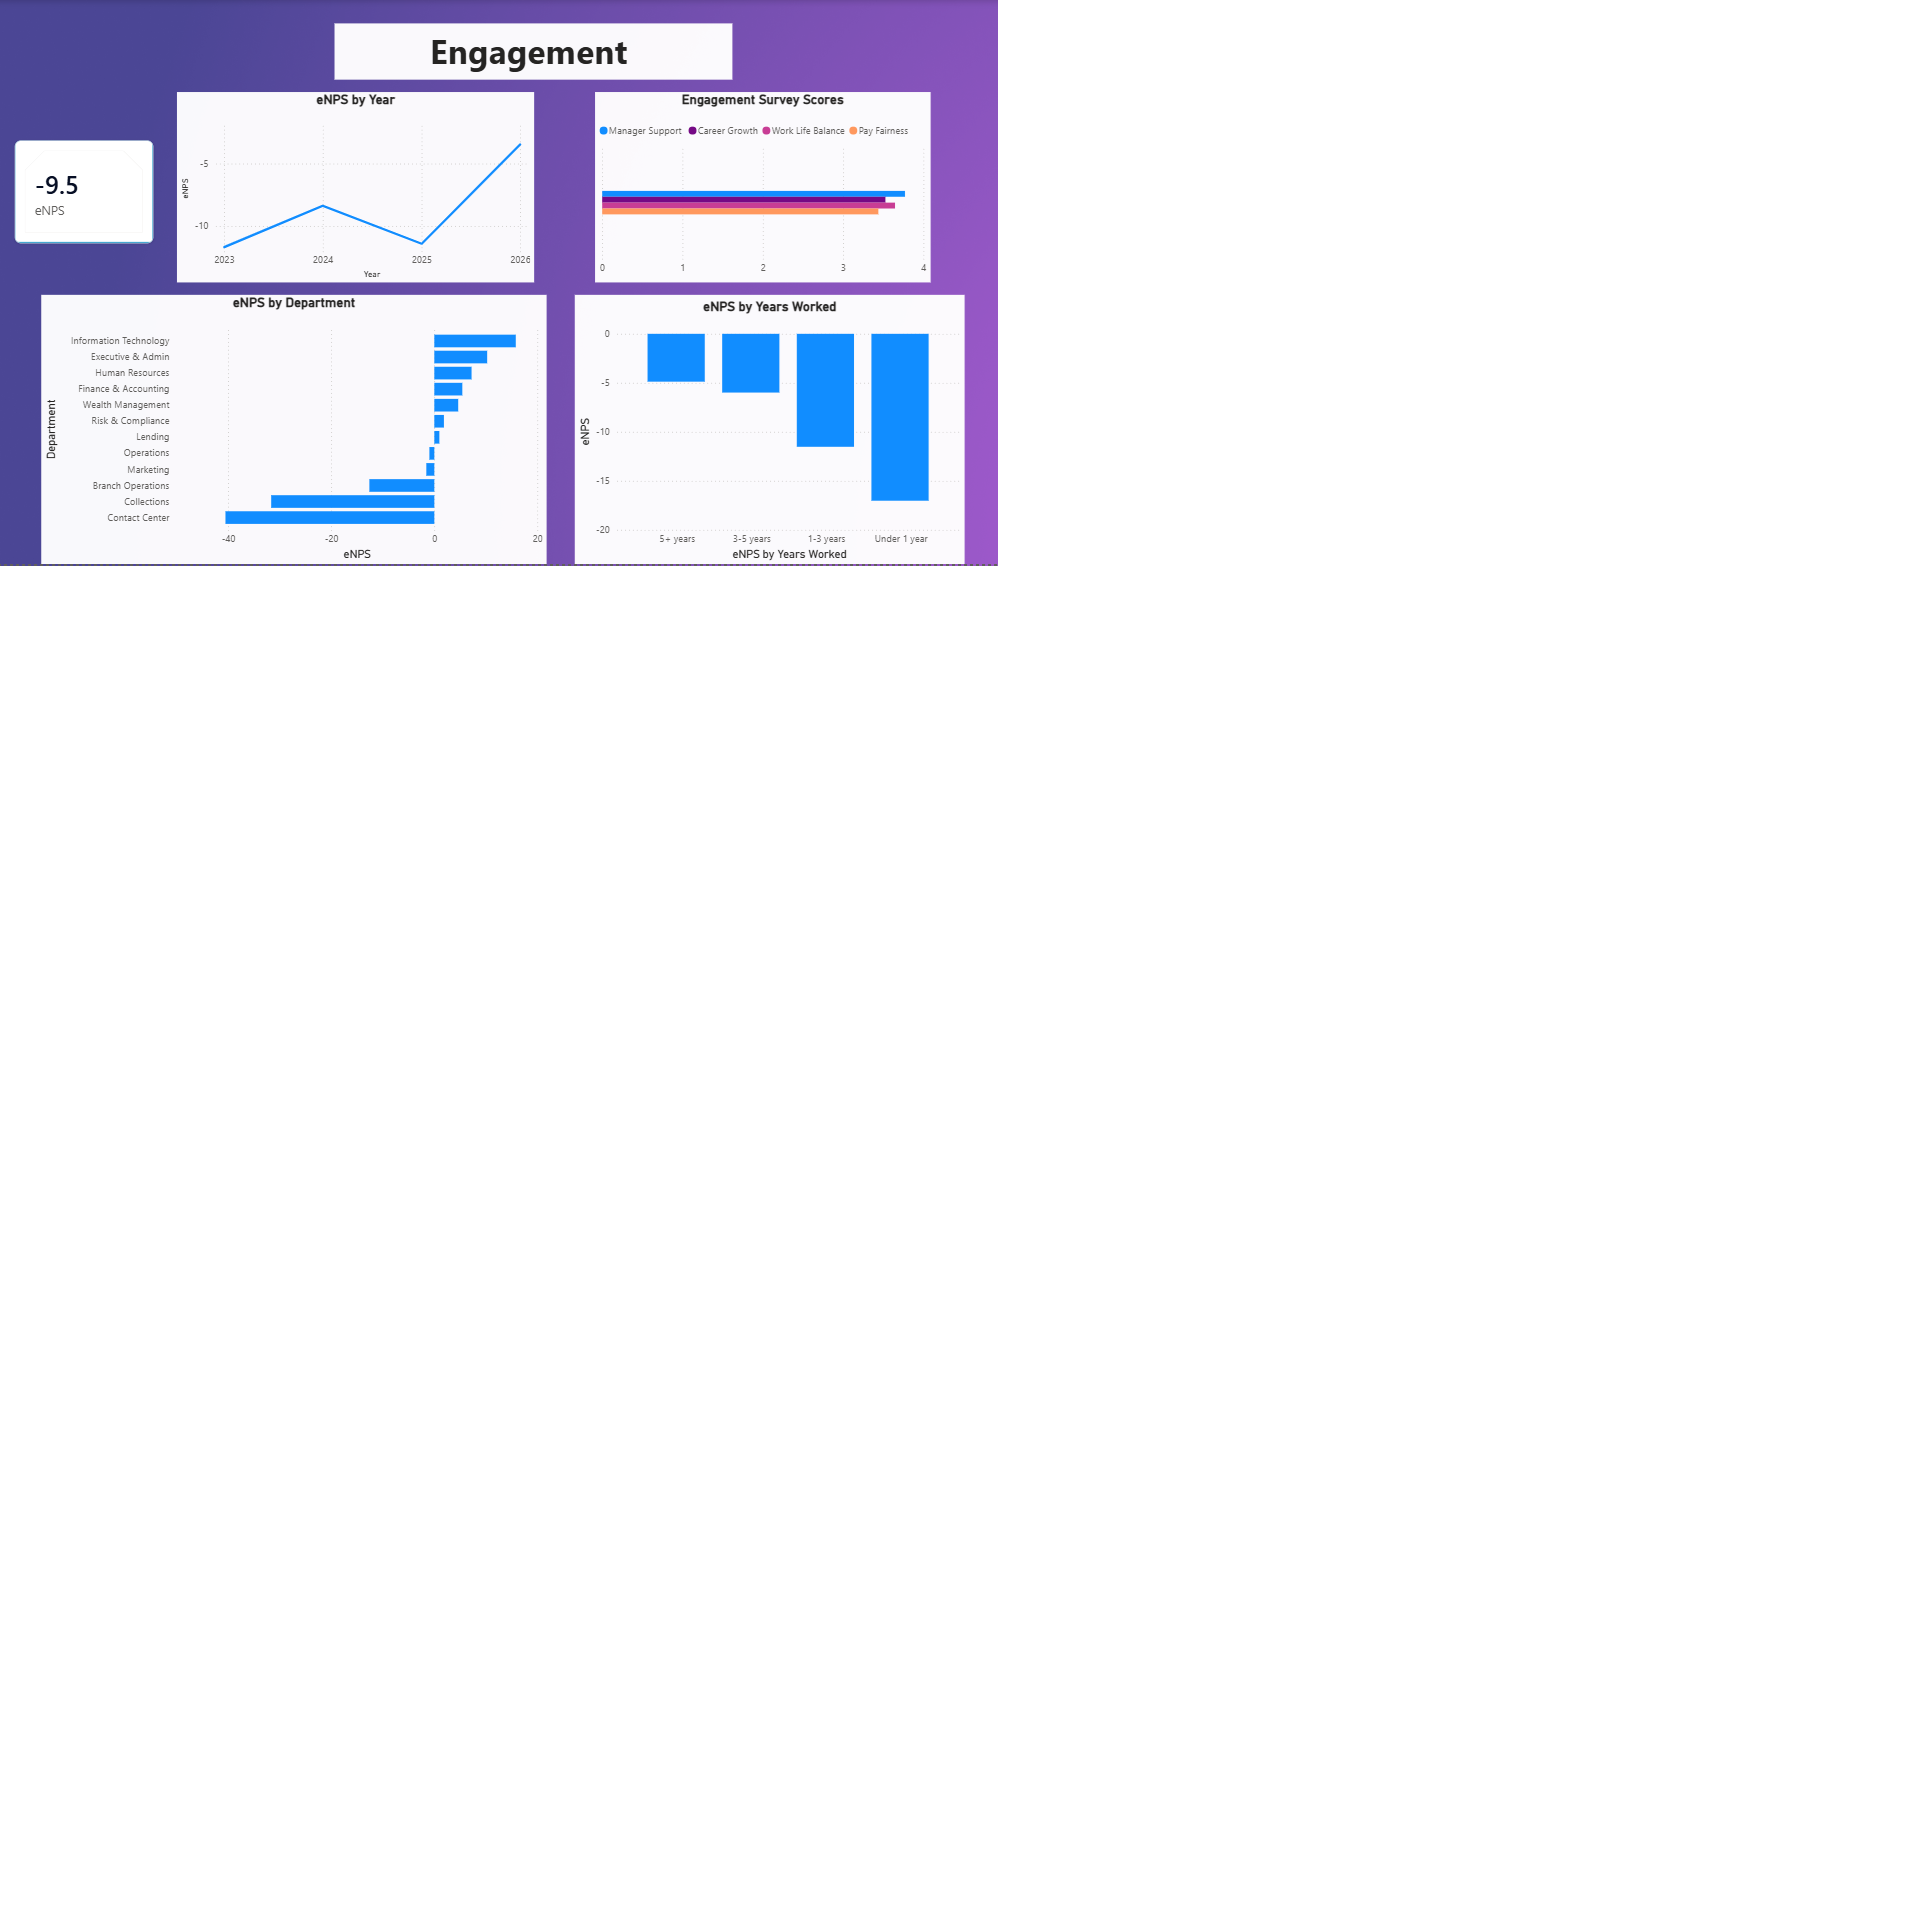 Engagement
-9.5
eNPS
eNPS by Year
eNPS
-5
-10
2023 2024 2025 2026
Year
Engagement Survey Scores
Manager Support Career Growth Work Life Balance Pay Fairness
0 1 2 3 4
eNPS by Department
Department
Information Technology
Executive & Admin
Human Resources
Finance & Accounting
Wealth Management
Risk & Compliance
Lending
Operations
Marketing
Branch Operations
Collections
Contact Center
-40 -20 0 20
eNPS
eNPS by Years Worked
eNPS
0
-5
-10
-15
-20
5+ years 3-5 years 1-3 years Under 1 year
eNPS by Years Worked